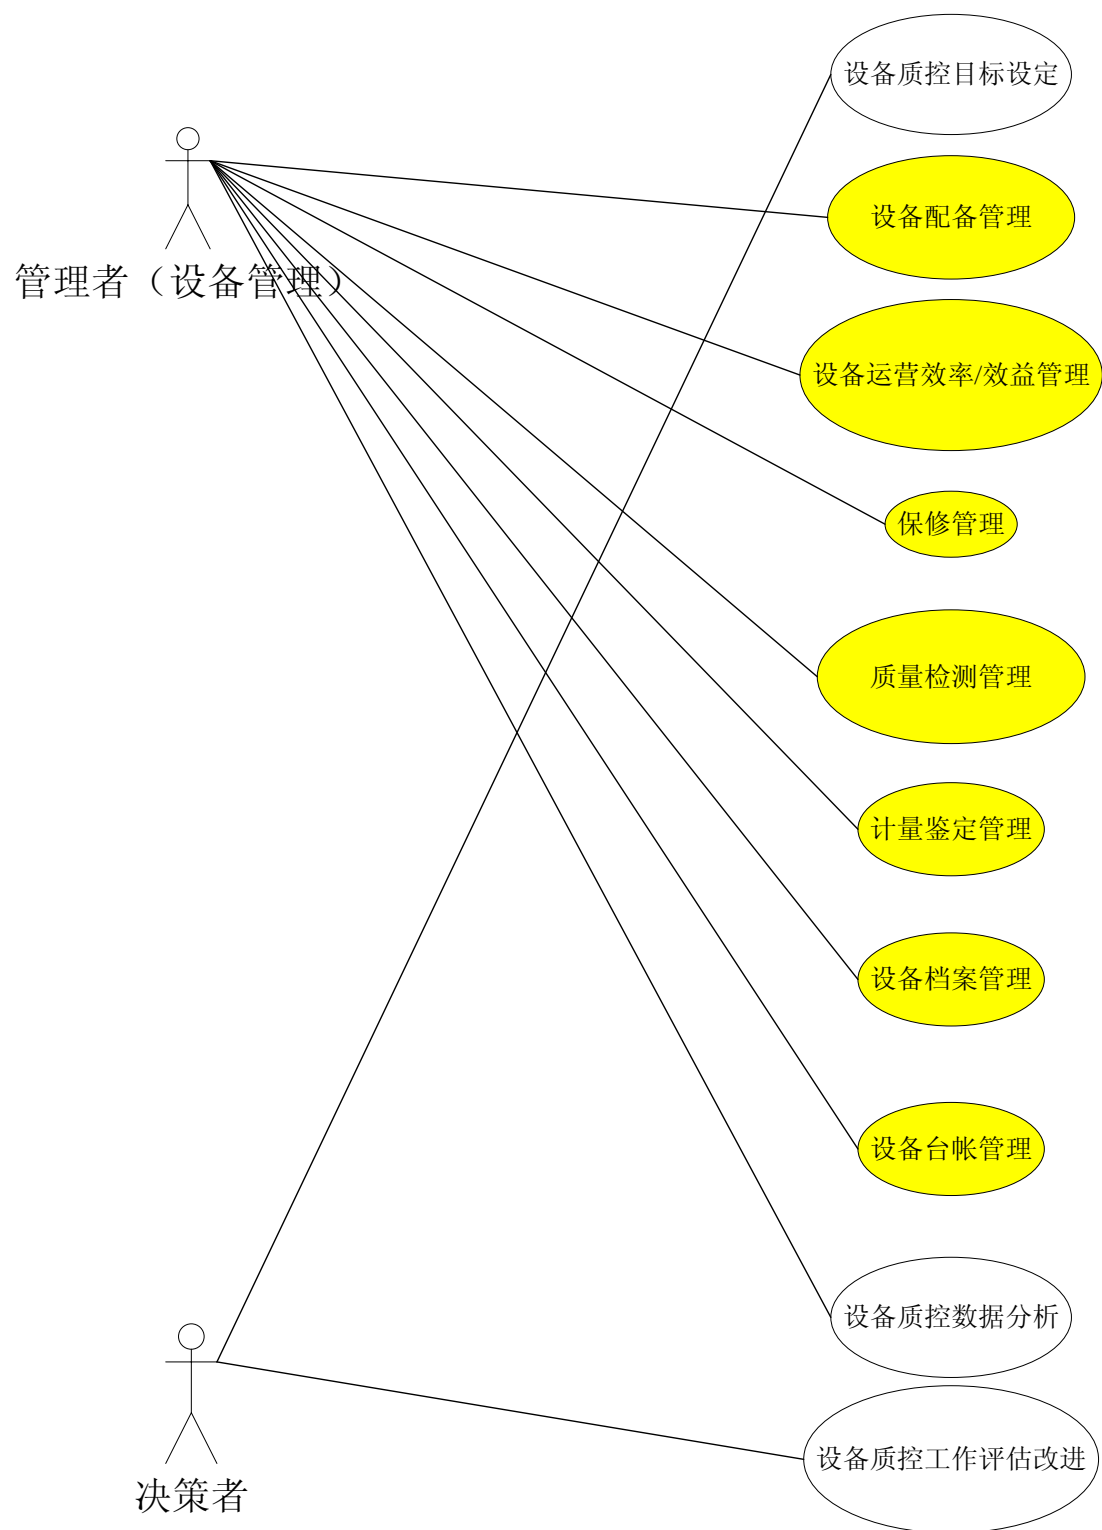 设备质控目标设定
设备配备管理
管理者（设备管理）
设备运营效率/效益管理
保修管理
质量检测管理
计量鉴定管理
设备档案管理
设备台帐管理
设备质控数据分析
设备质控工作评估改进
决策者